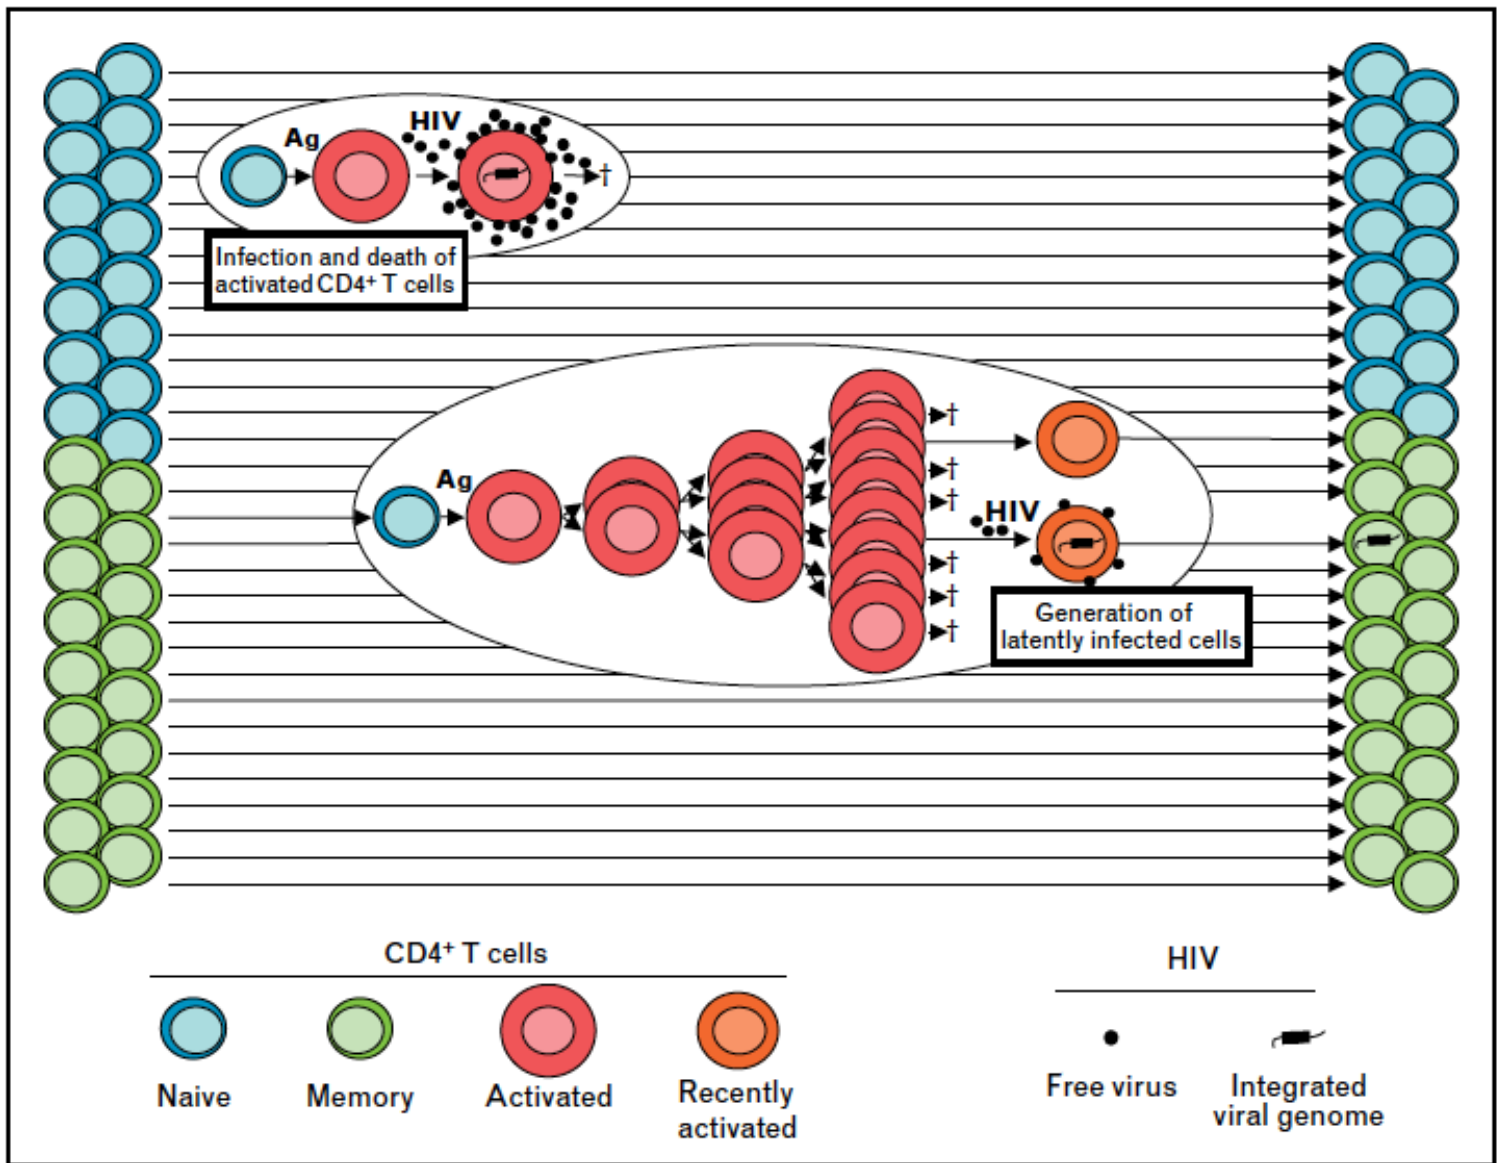 Ag
HIV
†
Infection and death of
activated CD4⁺ T cells
Ag
†
†
†
HIV
†
†
†
Generation of
latently infected cells
CD4⁺ T cells
HIV
Naive
Memory
Activated
Recently
activated
Free virus
Integrated
viral genome